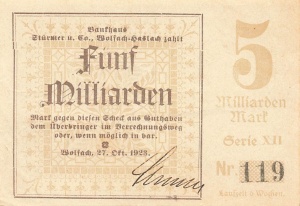 Bankhaus
Stürmer u. Co., Wolfach-Haslach zahlt
Fünf
Milliarden
Mark gegen diesen Scheck aus Guthaben
dem Überbringer im Verrechnungsweg
oder, wenn möglich in bar.
Wolfach, 27. Okt. 1923.
5
Milliarden
Mark
Serie XII
Nr. 119